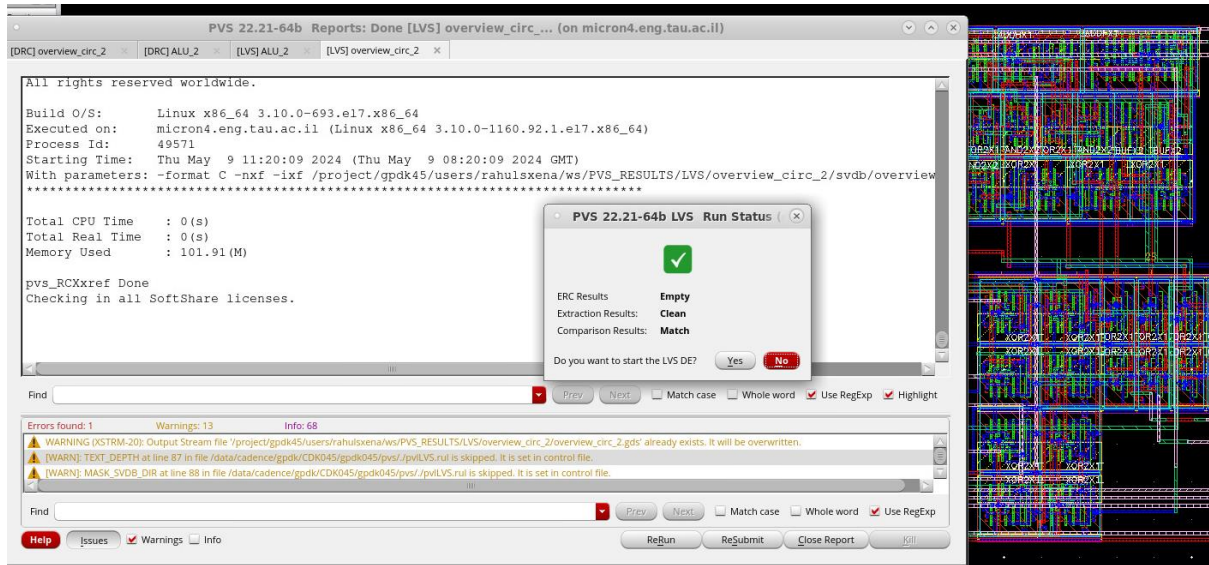 PVS 22.21-64b Reports: Done [LVS] overview_circ_... (on micron4.eng.tau.ac.il)
[DRC] overview_circ_2 [DRC] ALU_2 [LVS] ALU_2 [LVS] overview_circ_2
All rights reserved worldwide.
Build O/S: Linux x86_64 3.10.0-693.el7.x86_64
Executed on: micron4.eng.tau.ac.il (Linux x86_64 3.10.0-1160.92.1.el7.x86_64)
Process Id: 49571
Starting Time: Thu May 9 11:20:09 2024 (Thu May 9 08:20:09 2024 GMT)
With parameters: -format C -nxf -ixf /project/gpdk45/users/rahulsxena/ws/PVS_RESULTS/LVS/overview_circ_2/svdb/overview
********************************************************************************
Total CPU Time : 0(s)
Total Real Time : 0(s)
Memory Used : 101.91(M)
pvs_RCXxref Done
Checking in all SoftShare licenses.
PVS 22.21-64b LVS Run Status (
ERC Results Empty
Extraction Results: Clean
Comparison Results: Match
Do you want to start the LVS DE? Yes No
Find Prev Next Match case Whole word Use RegExp Highlight
Errors found: 1 Warnings: 13 Info: 68
WARNING (XSTRM-20): Output Stream file '/project/gpdk45/users/rahulsxena/ws/PVS_RESULTS/LVS/overview_circ_2/overview_circ_2.gds' already exists. It will be overwritten.
[WARN]: TEXT_DEPTH at line 87 in file /data/cadence/gpdk/CDK045/gpdk045/pvs/./pvlLVS.rul is skipped. It is set in control file.
[WARN]: MASK_SVDB_DIR at line 88 in file /data/cadence/gpdk/CDK045/gpdk045/pvs/./pvlLVS.rul is skipped. It is set in control file.
Find Prev Next Match case Whole word Use RegExp
Help Issues Warnings Info ReRun ReSubmit Close Report Kill